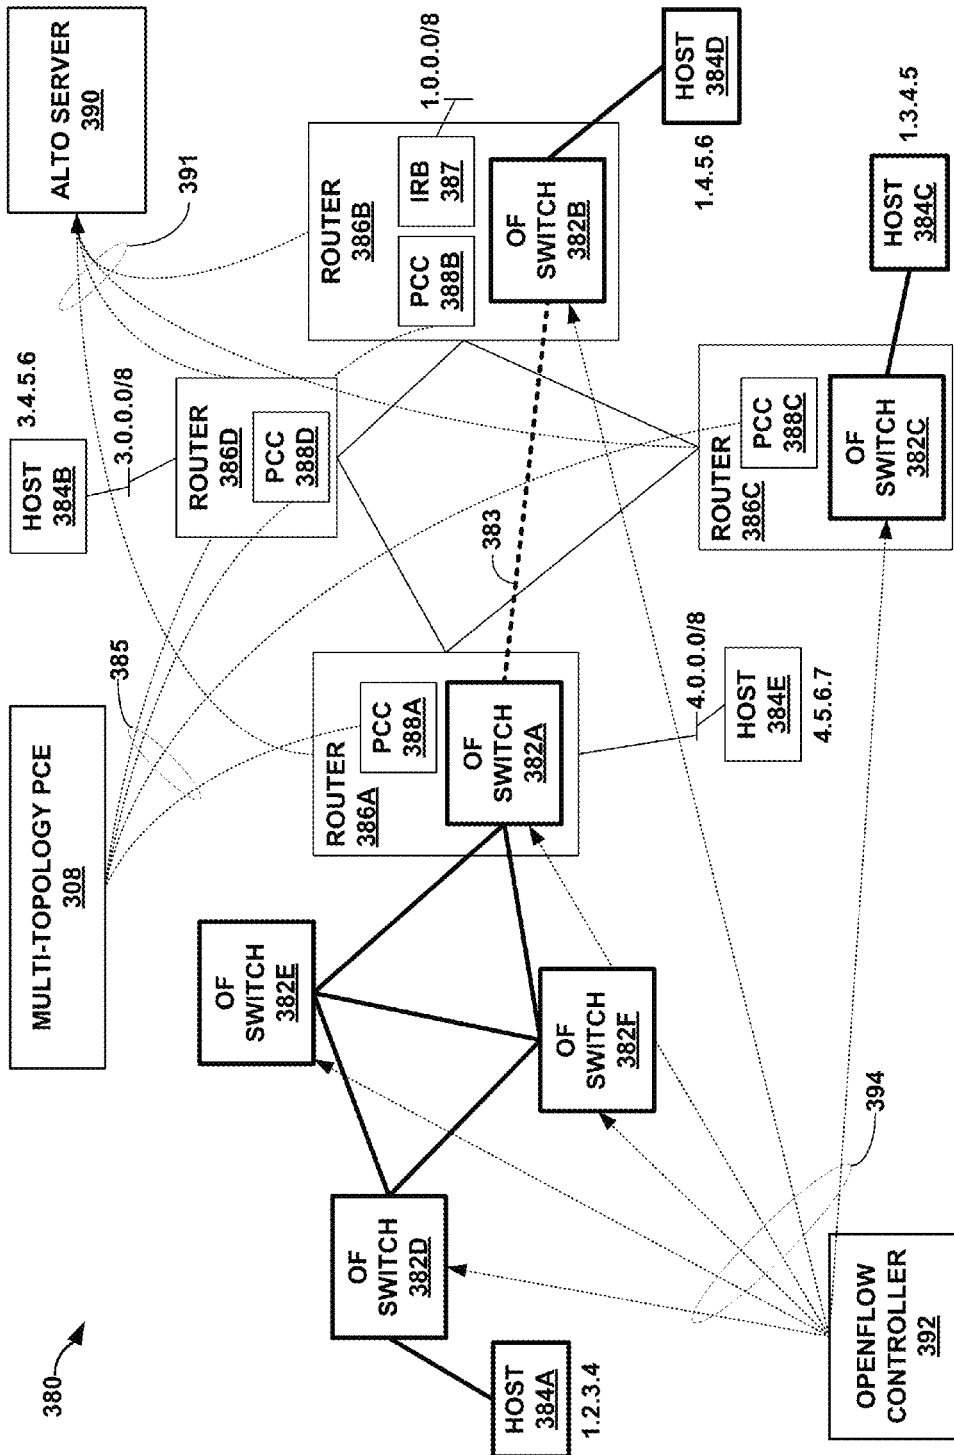 380
MULTI-TOPOLOGY PCE
308
385
HOST
384B
3.4.5.6
3.0.0.0/8
ALTO SERVER
390
391
ROUTER
386D
PCC
388D
ROUTER
386B
PCC
388B
IRB
387
1.0.0.0/8
OF
SWITCH
382B
HOST
384D
1.4.5.6
OF
SWITCH
382E
ROUTER
386A
PCC
388A
OF
SWITCH
382A
383
OF
SWITCH
382D
OF
SWITCH
382F
4.0.0.0/8
HOST
384E
4.5.6.7
ROUTER
386C
PCC
388C
OF
SWITCH
382C
HOST
384C
1.3.4.5
HOST
384A
1.2.3.4
394
OPENFLOW
CONTROLLER
392